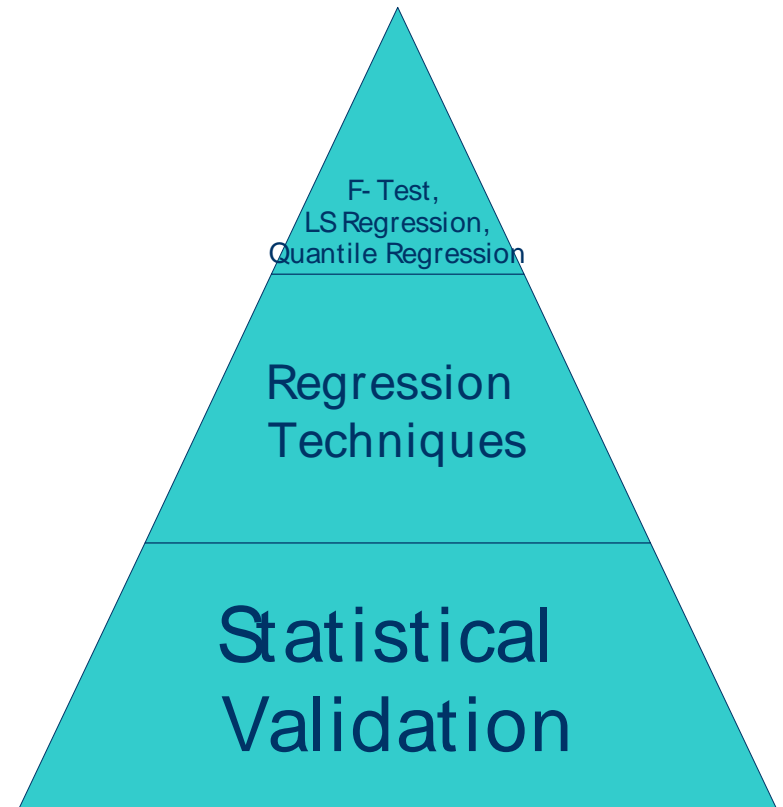 F- Test,
LS Regression,
Quantile Regression
Regression
Techniques
Statistical
Validation